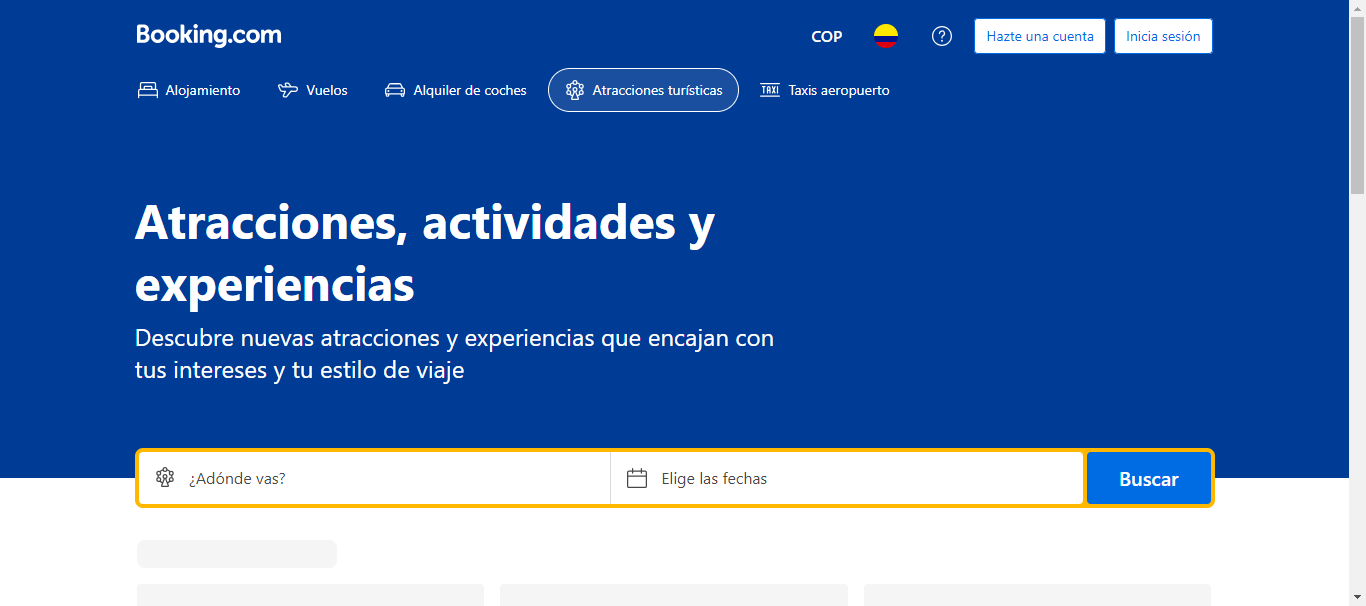 Booking.com
COP
Hazte una cuenta
Inicia sesión
Alojamiento
Vuelos
Alquiler de coches
Atracciones turísticas
TAXI
Taxis aeropuerto
Atracciones, actividades y
experiencias
Descubre nuevas atracciones y experiencias que encajan con
tus intereses y tu estilo de viaje
¿Adónde vas?
Elige las fechas
Buscar